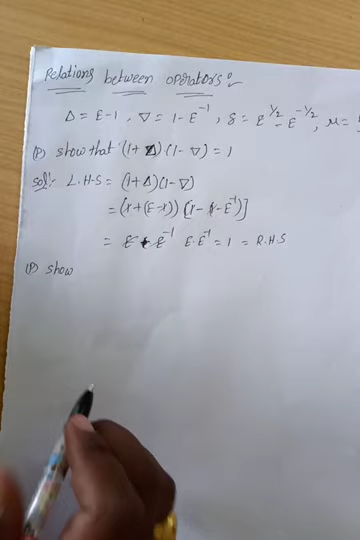 Relations between operators:
Δ = E-1, ∇ = 1-E⁻¹, δ = E^1/2 - E^-1/2, μ =
(P) show that (1+Δ)(1-∇) = 1
Sol: L.H.S = (1+Δ)(1-∇)
= (1+(E-1)) [1-(1-E⁻¹)]
= E·E⁻¹ = 1 = R.H.S
(P) show